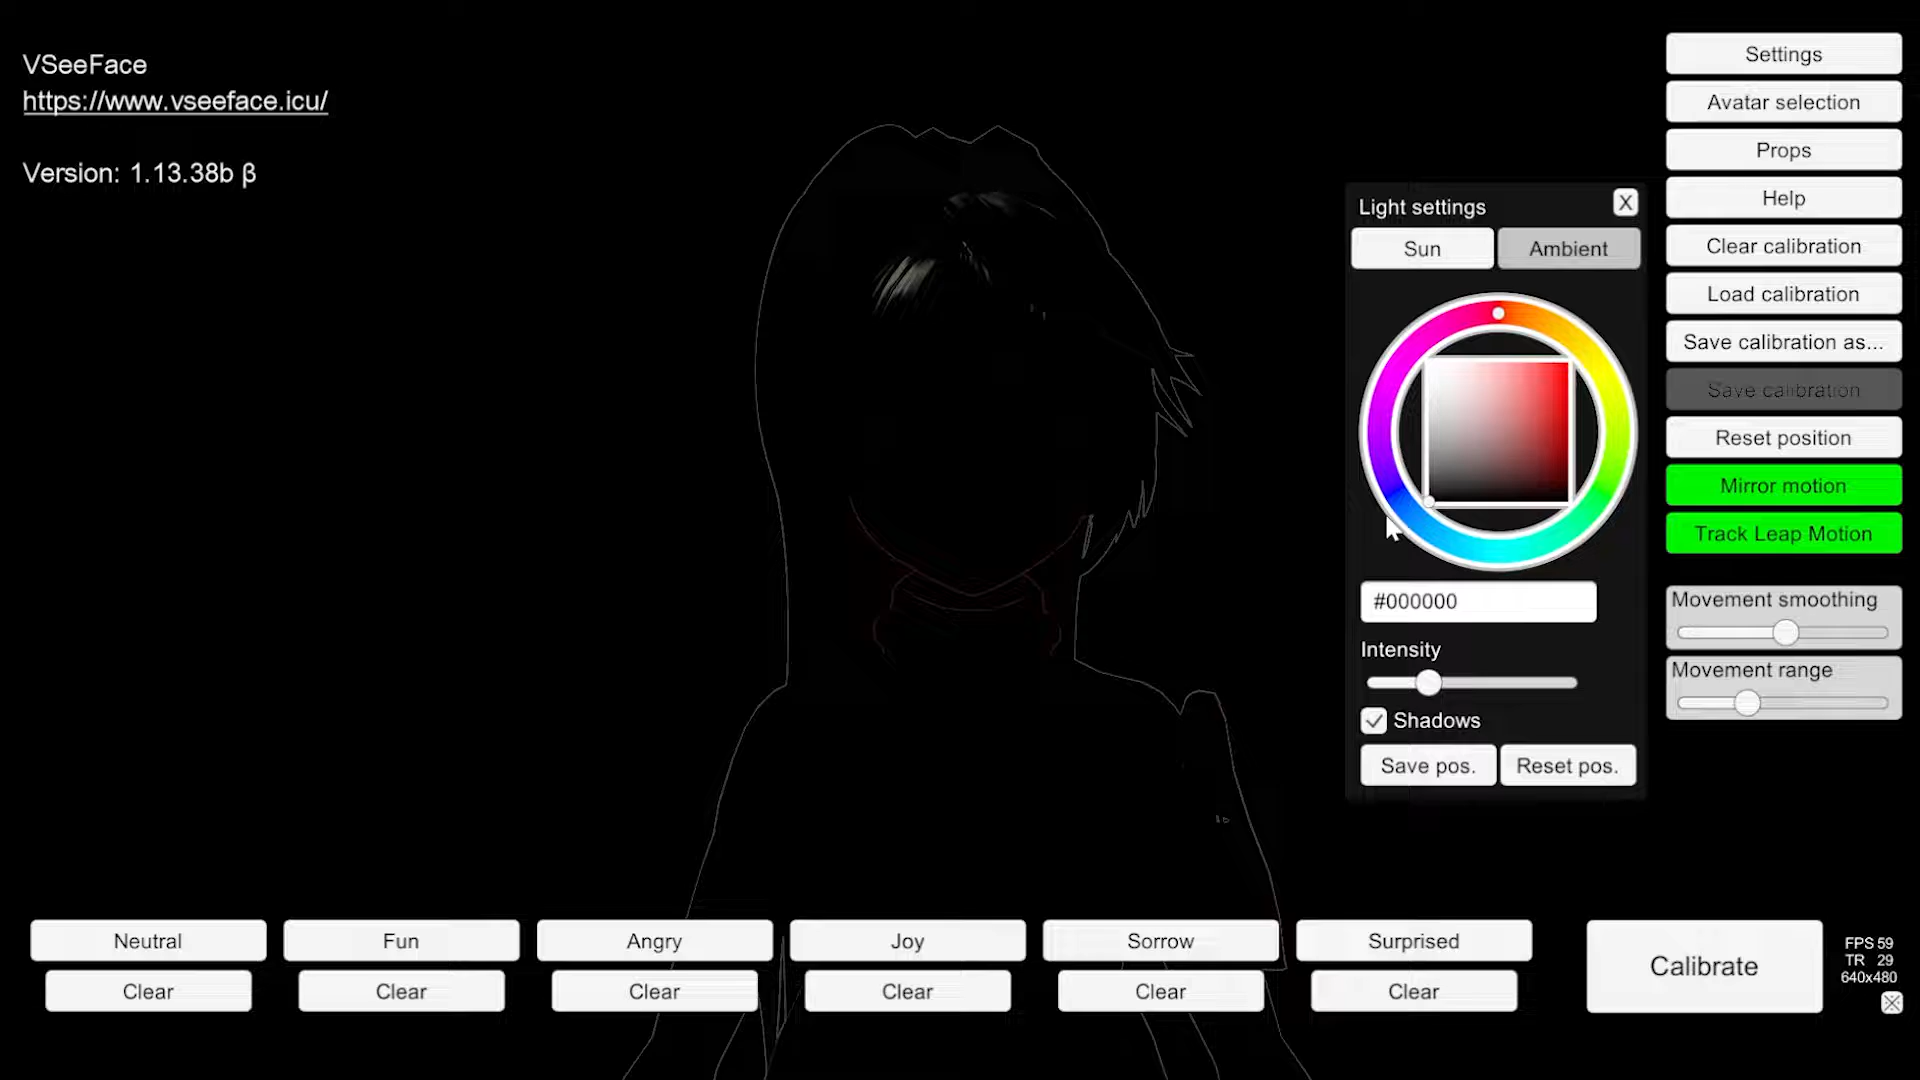 VSeeFace
https://www.vseeface.icu/
Version: 1.13.38b β
Settings
Avatar selection
Props
Help
Clear calibration
Load calibration
Save calibration as...
Save calibration
Reset position
Mirror motion
Track Leap Motion
Movement smoothing
Movement range
Light settings
X
Sun
Ambient
#000000
Intensity
Shadows
Save pos.
Reset pos.
Neutral
Fun
Angry
Joy
Sorrow
Surprised
Clear
Clear
Clear
Clear
Clear
Clear
Calibrate
FPS 59
TR 29
640x480